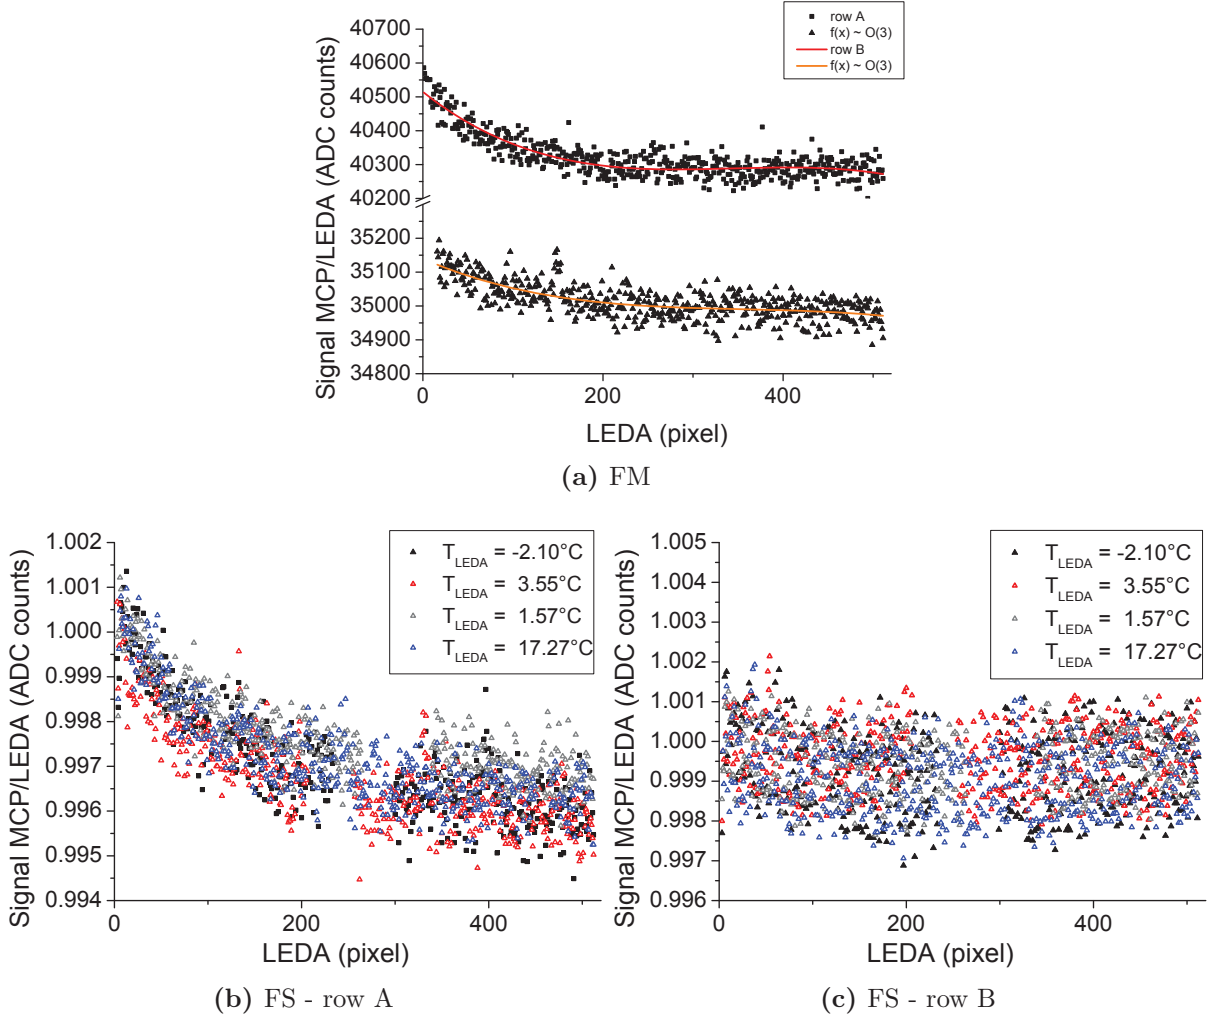 row A
f(x) ~ O(3)
row B
f(x) ~ O(3)
Signal MCP/LEDA (ADC counts)
40700
40600
40500
40400
40300
40200
35200
35100
35000
34900
34800
0 200 400
LEDA (pixel)
(a) FM
Signal MCP/LEDA (ADC counts)
1.002
1.001
1.000
0.999
0.998
0.997
0.996
0.995
0.994
T_LEDA = -2.10°C
T_LEDA = 3.55°C
T_LEDA = 1.57°C
T_LEDA = 17.27°C
0 200 400
LEDA (pixel)
(b) FS - row A
Signal MCP/LEDA (ADC counts)
1.005
1.004
1.003
1.002
1.001
1.000
0.999
0.998
0.997
0.996
T_LEDA = -2.10°C
T_LEDA = 3.55°C
T_LEDA = 1.57°C
T_LEDA = 17.27°C
0 200 400
LEDA (pixel)
(c) FS - row B